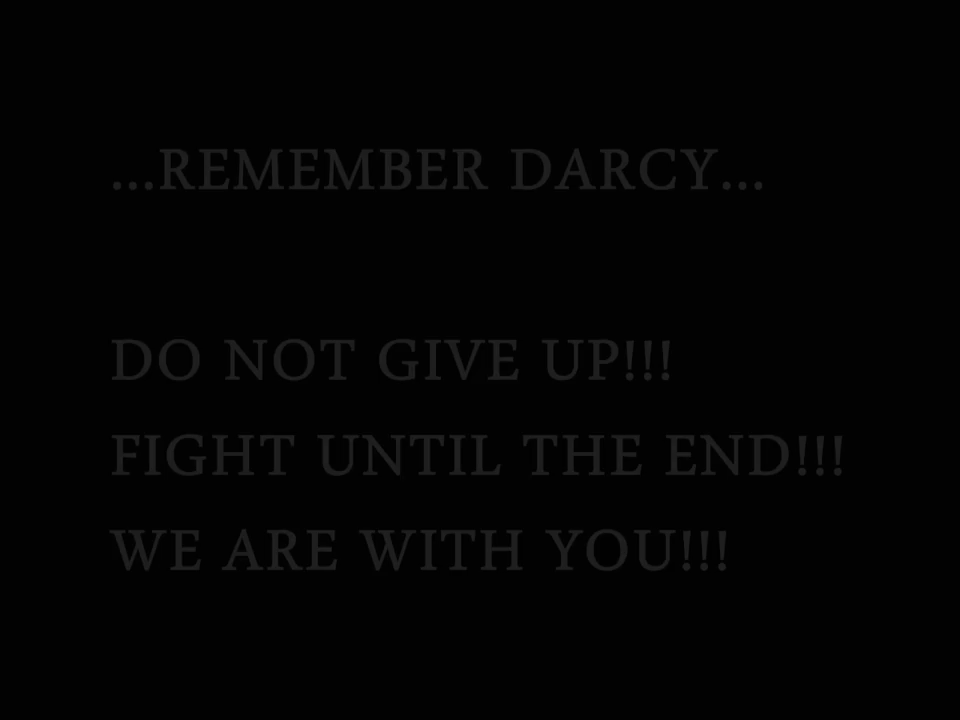 ...REMEMBER DARCY...
DO NOT GIVE UP!!!
FIGHT UNTIL THE END!!!
WE ARE WITH YOU!!!